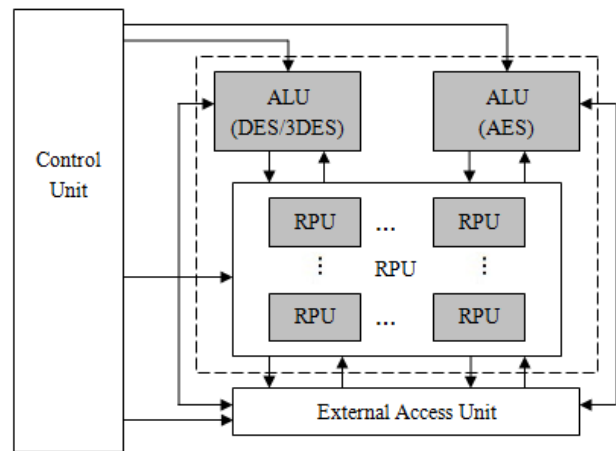 ALU
(DES/3DES)
ALU
(AES)
Control
Unit
RPU ... RPU
⋮ RPU ⋮
RPU ... RPU
External Access Unit